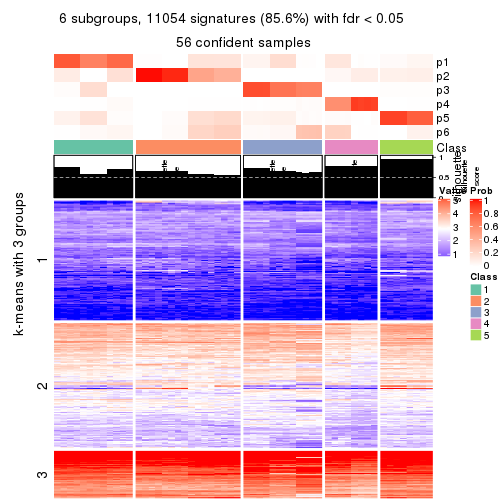 6 subgroups, 11054 signatures (85.6%) with fdr < 0.05
56 confident samples
p1
p2
p3
p4
p5
p6
Class
1
0.5
0
silhouette
score
k-means with 3 groups
1
2
3
Value
5
4
3
2
1
Prob
1
0.8
0.6
0.4
0.2
0
Class
1
2
3
4
5